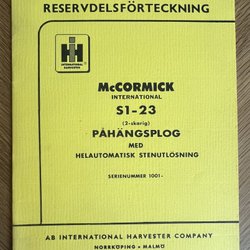 RESERVDELSFÖRTECKNING
IH
INTERNATIONAL
HARVESTER
McCORMICK
INTERNATIONAL
S1-23
(2-skärig)
PÅHÄNGSPLOG
MED
HELAUTOMATISK STENUTLÖSNING
SERIENUMMER 1001-
AB INTERNATIONAL HARVESTER COMPANY
NORRKÖPING • MALMÖ